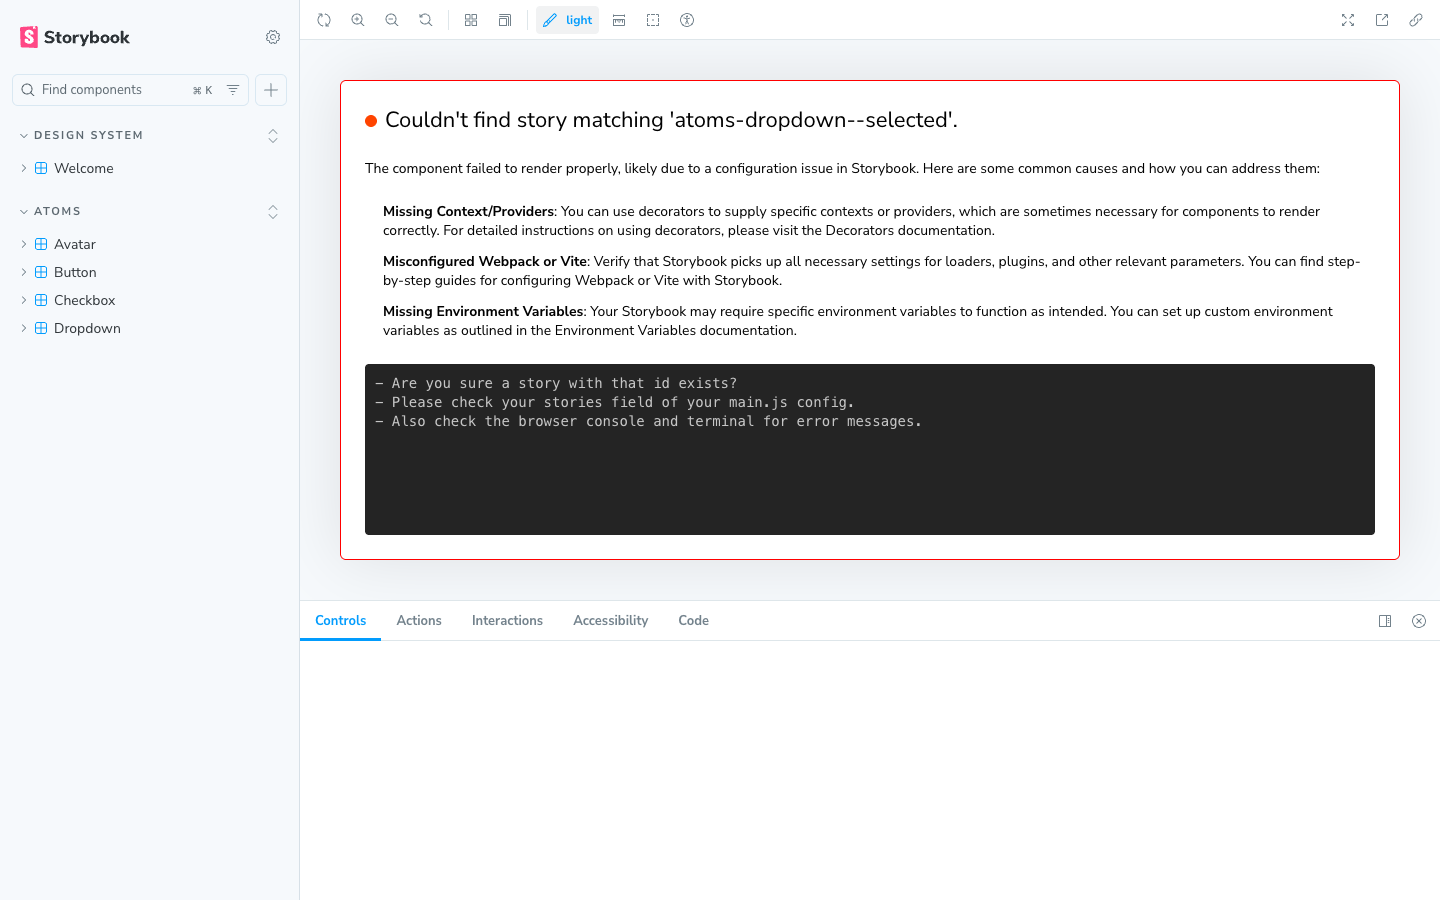 Storybook
Find components
⌘ K
DESIGN SYSTEM
Welcome
ATOMS
Avatar
Button
Checkbox
Dropdown
light
Couldn't find story matching 'atoms-dropdown--selected'.
The component failed to render properly, likely due to a configuration issue in Storybook. Here are some common causes and how you can address them:
Missing Context/Providers: You can use decorators to supply specific contexts or providers, which are sometimes necessary for components to render
correctly. For detailed instructions on using decorators, please visit the Decorators documentation.
Misconfigured Webpack or Vite: Verify that Storybook picks up all necessary settings for loaders, plugins, and other relevant parameters. You can find step-
by-step guides for configuring Webpack or Vite with Storybook.
Missing Environment Variables: Your Storybook may require specific environment variables to function as intended. You can set up custom environment
variables as outlined in the Environment Variables documentation.
- Are you sure a story with that id exists?
- Please check your stories field of your main.js config.
- Also check the browser console and terminal for error messages.
Controls
Actions
Interactions
Accessibility
Code